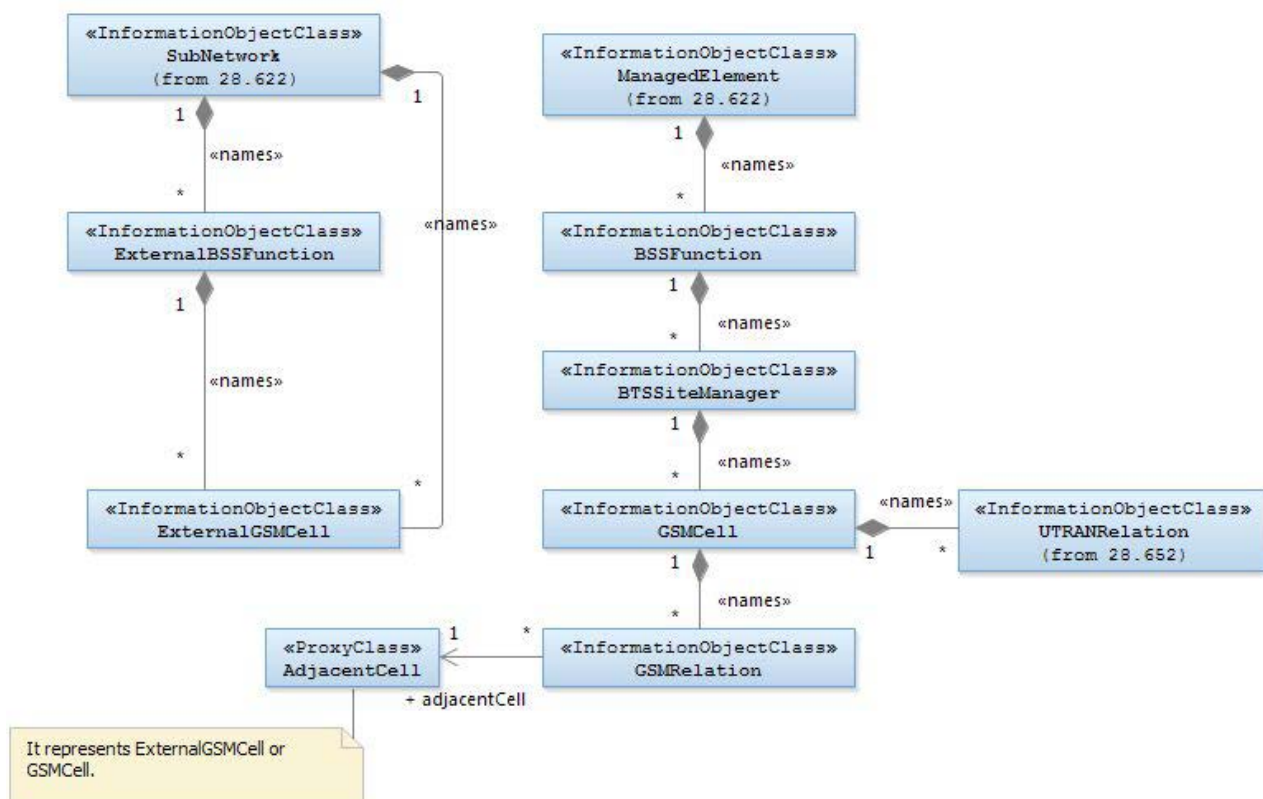 «InformationObjectClass»
SubNetwork
(from 28.622)
1
1
«names»
*
«names»
«InformationObjectClass»
ExternalBSSFunction
1
«names»
*
*
«InformationObjectClass»
ExternalGSMCell
«InformationObjectClass»
ManagedElement
(from 28.622)
1
«names»
*
«InformationObjectClass»
BSSFunction
1
«names»
*
«InformationObjectClass»
BTSSiteManager
1
«names»
*
«InformationObjectClass»
GSMCell
«names»
1
*
«InformationObjectClass»
UTRANRelation
(from 28.652)
1
«names»
*
«InformationObjectClass»
GSMRelation
1
*
+ adjacentCell
«ProxyClass»
AdjacentCell
It represents ExternalGSMCell or
GSMCell.